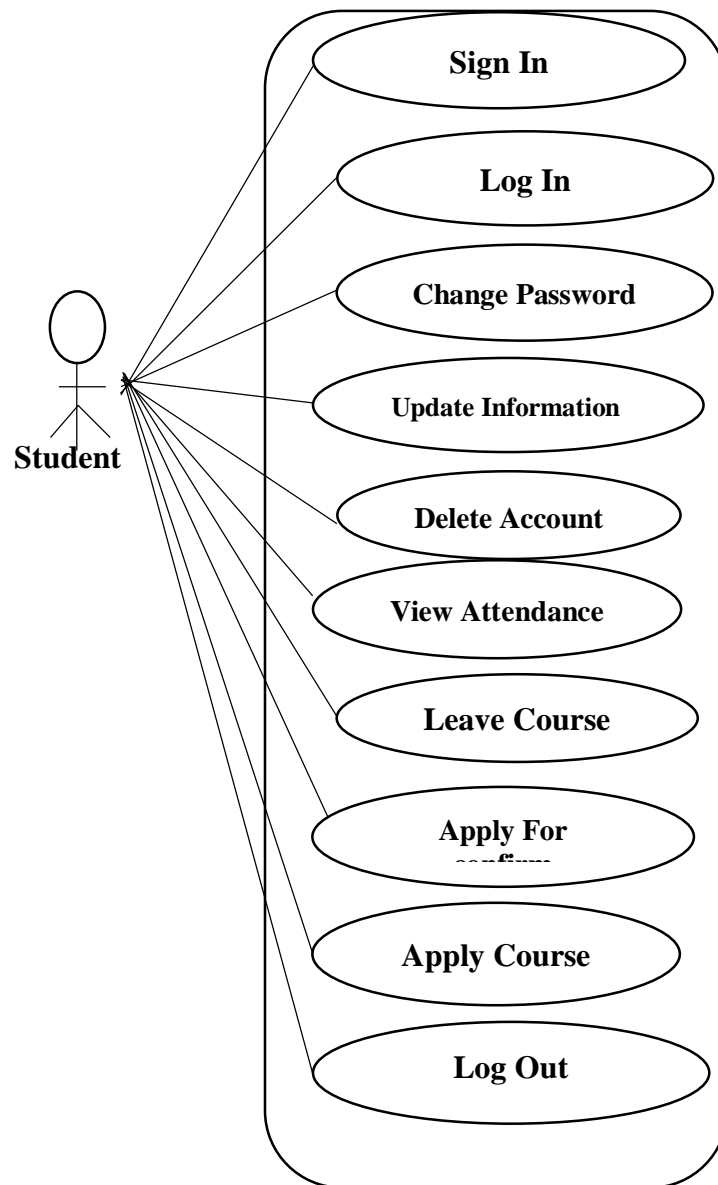 Sign In
Log In
Change Password
Update Information
Student
Delete Account
View Attendance
Leave Course
Apply For
Apply Course
Log Out